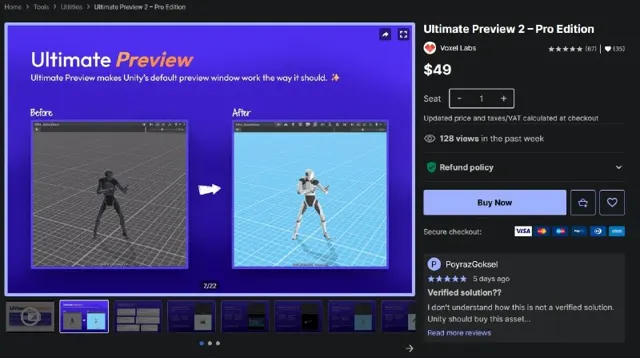 Home > Tools > Utilities > Ultimate Preview 2 – Pro Edition
Ultimate Preview
Ultimate Preview makes Unity's default preview window work the way it should. ✨
Before
After
2/22
Ultimate Preview 2 – Pro Edition
Voxel Labs
★★★★★ (67) | ♥ (35)
$49
Seat - 1 +
Updated price and taxes/VAT calculated at checkout
128 views in the past week
Refund policy
Buy Now
Secure checkout:
VISA
P PoyrazGoksel
★★★★★ 5 days ago
Verified solution??
I don't understand how this is not a verified solution.
Unity should buy this asset...
Read more reviews